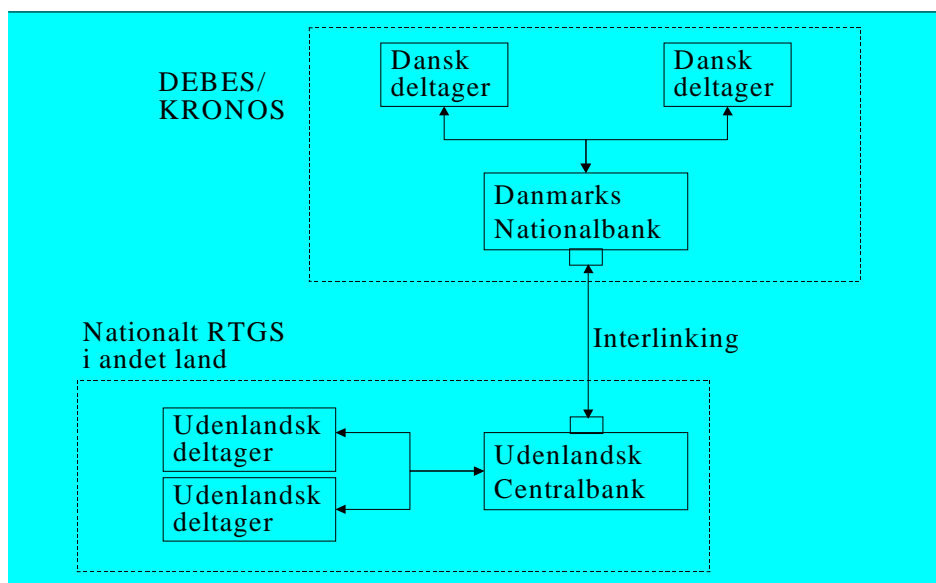 DEBES/
KRONOS
Dansk
deltager
Dansk
deltager
Danmarks
Nationalbank
Interlinking
Nationalt RTGS
i andet land
Udenlandsk
deltager
Udenlandsk
deltager
Udenlandsk
Centralbank